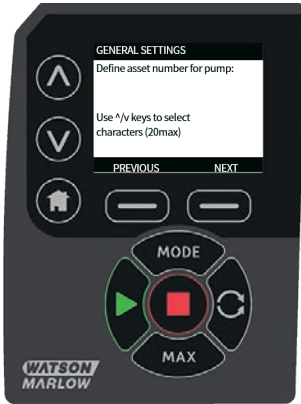 GENERAL SETTINGS
Define asset number for pump:
Use ^/v keys to select
characters (20max)
PREVIOUS NEXT
MODE
MAX
WATSON
MARLOW